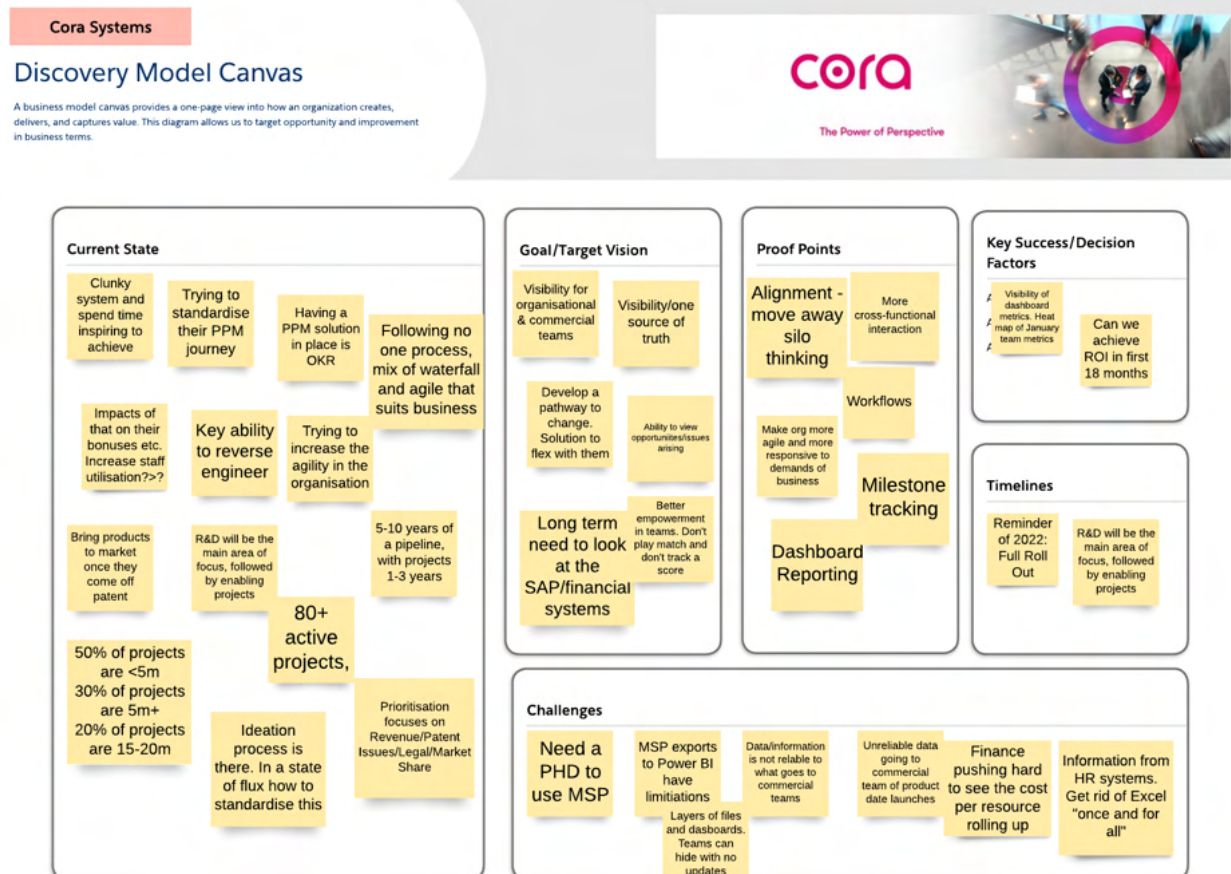 Cora Systems
Discovery Model Canvas
A business model canvas provides a one-page view into how an organization creates,
delivers, and captures value. This diagram allows us to target opportunity and improvement
in business terms.
cora
The Power of Perspective
Current State
Clunky
system and
spend time
inspiring to
achieve
Trying to
standardise
their PPM
journey
Having a
PPM solution
in place is
OKR
Following no
one process,
mix of waterfall
and agile that
suits business
Impacts of
that on their
bonuses etc.
Increase staff
utilisation?>?
Key ability
to reverse
engineer
Trying to
increase the
agility in the
organisation
Bring products
to market
once they
come off
patent
R&D will be the
main area of
focus, followed
by enabling
projects
5-10 years of
a pipeline,
with projects
1-3 years
80+
active
projects,
50% of projects
are <5m
30% of projects
are 5m+
20% of projects
are 15-20m
Ideation
process is
there. In a state
of flux how to
standardise this
Prioritisation
focuses on
Revenue/Patent
Issues/Legal/Market
Share
Goal/Target Vision
Visibility for
organisational
& commercial
teams
Visibility/one
source of
truth
Develop a
pathway to
change.
Solution to
flex with them
Ability to view
opportuniites/issues
arising
Long term
need to look
at the
SAP/financial
systems
Better
empowerment
in teams. Don't
play match and
don't track a
score
Proof Points
Alignment -
move away
silo
thinking
More
cross-functional
interaction
Workflows
Make org more
agile and more
responsive to
demands of
business
Milestone
tracking
Dashboard
Reporting
Key Success/Decision
Factors
Visibility of
dashboard
metrics. Heat
map of January
team metrics
Can we
achieve
ROI in first
18 months
Timelines
Reminder
of 2022:
Full Roll
Out
R&D will be the
main area of
focus, followed
by enabling
projects
Challenges
Need a
PHD to
use MSP
MSP exports
to Power BI
have
limitiations
Layers of files
and dasboards.
Teams can
hide with no
updates
Data/information
is not relable to
what goes to
commercial
teams
Unreliable data
going to
commercial
team of product
date launches
Finance
pushing hard
to see the cost
per resource
rolling up
Information from
HR systems.
Get rid of Excel
"once and for
all"